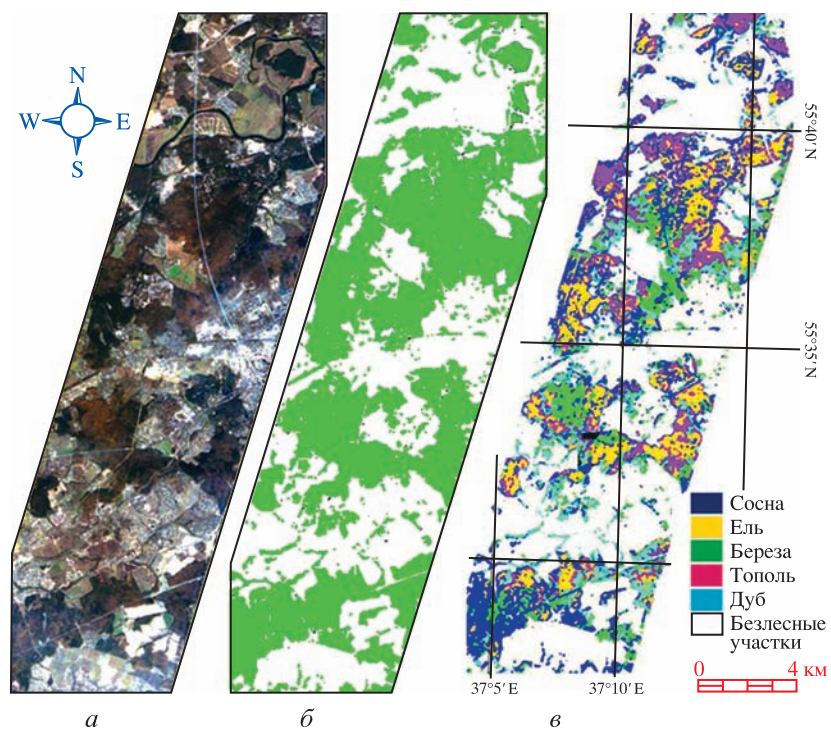 N
W E
S
55°40′ N
55°35′ N
Сосна
Ель
Береза
Тополь
Дуб
Безлесные
участки
0 4 км
37°5′ E 37°10′ E
а б в